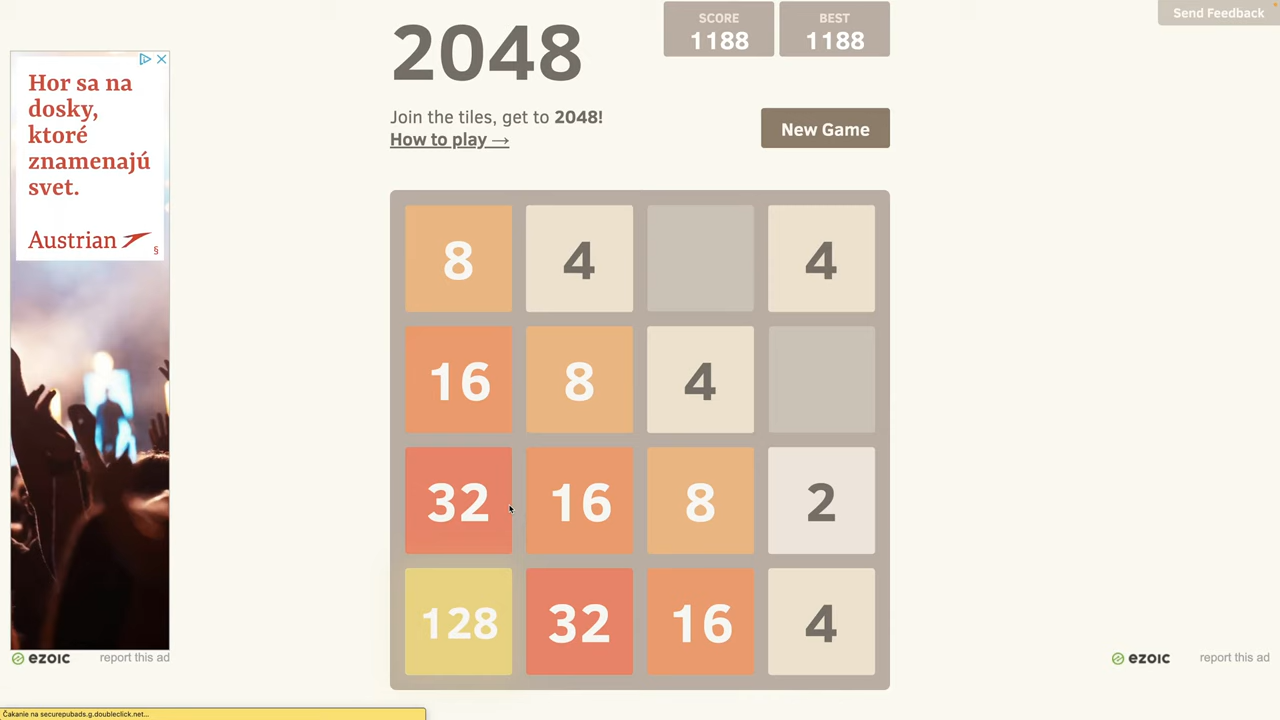 Send Feedback
2048
SCORE
1188
BEST
1188
Join the tiles, get to 2048!
How to play →
New Game
Hor sa na
dosky,
ktoré
znamenajú
svet.
Austrian
§
ezoic
report this ad
8 4 4
16 8 4
32 16 8 2
128 32 16 4
ezoic
report this ad
Čakanie na securepubads.g.doubleclick.net...